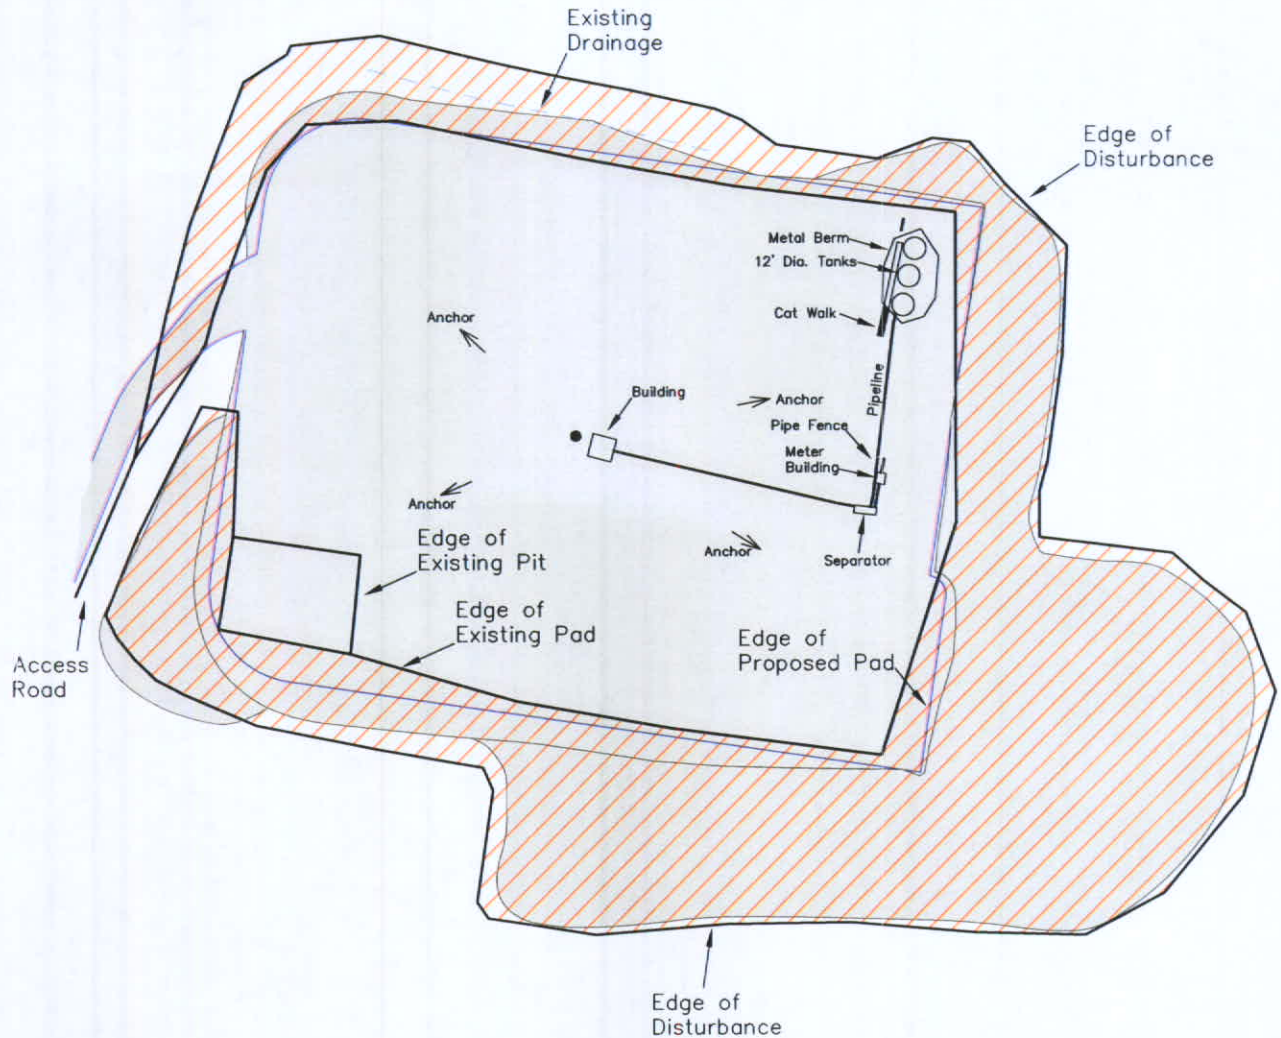 Existing
Drainage
Edge of
Disturbance
Metal Berm
12' Dia. Tanks
Cat Walk
Anchor
Pipeline
Building
Anchor
Pipe Fence
Meter
Building
Anchor
Anchor
Separator
Edge of
Existing Pit
Edge of
Existing Pad
Edge of
Proposed Pad
Access
Road
Edge of
Disturbance